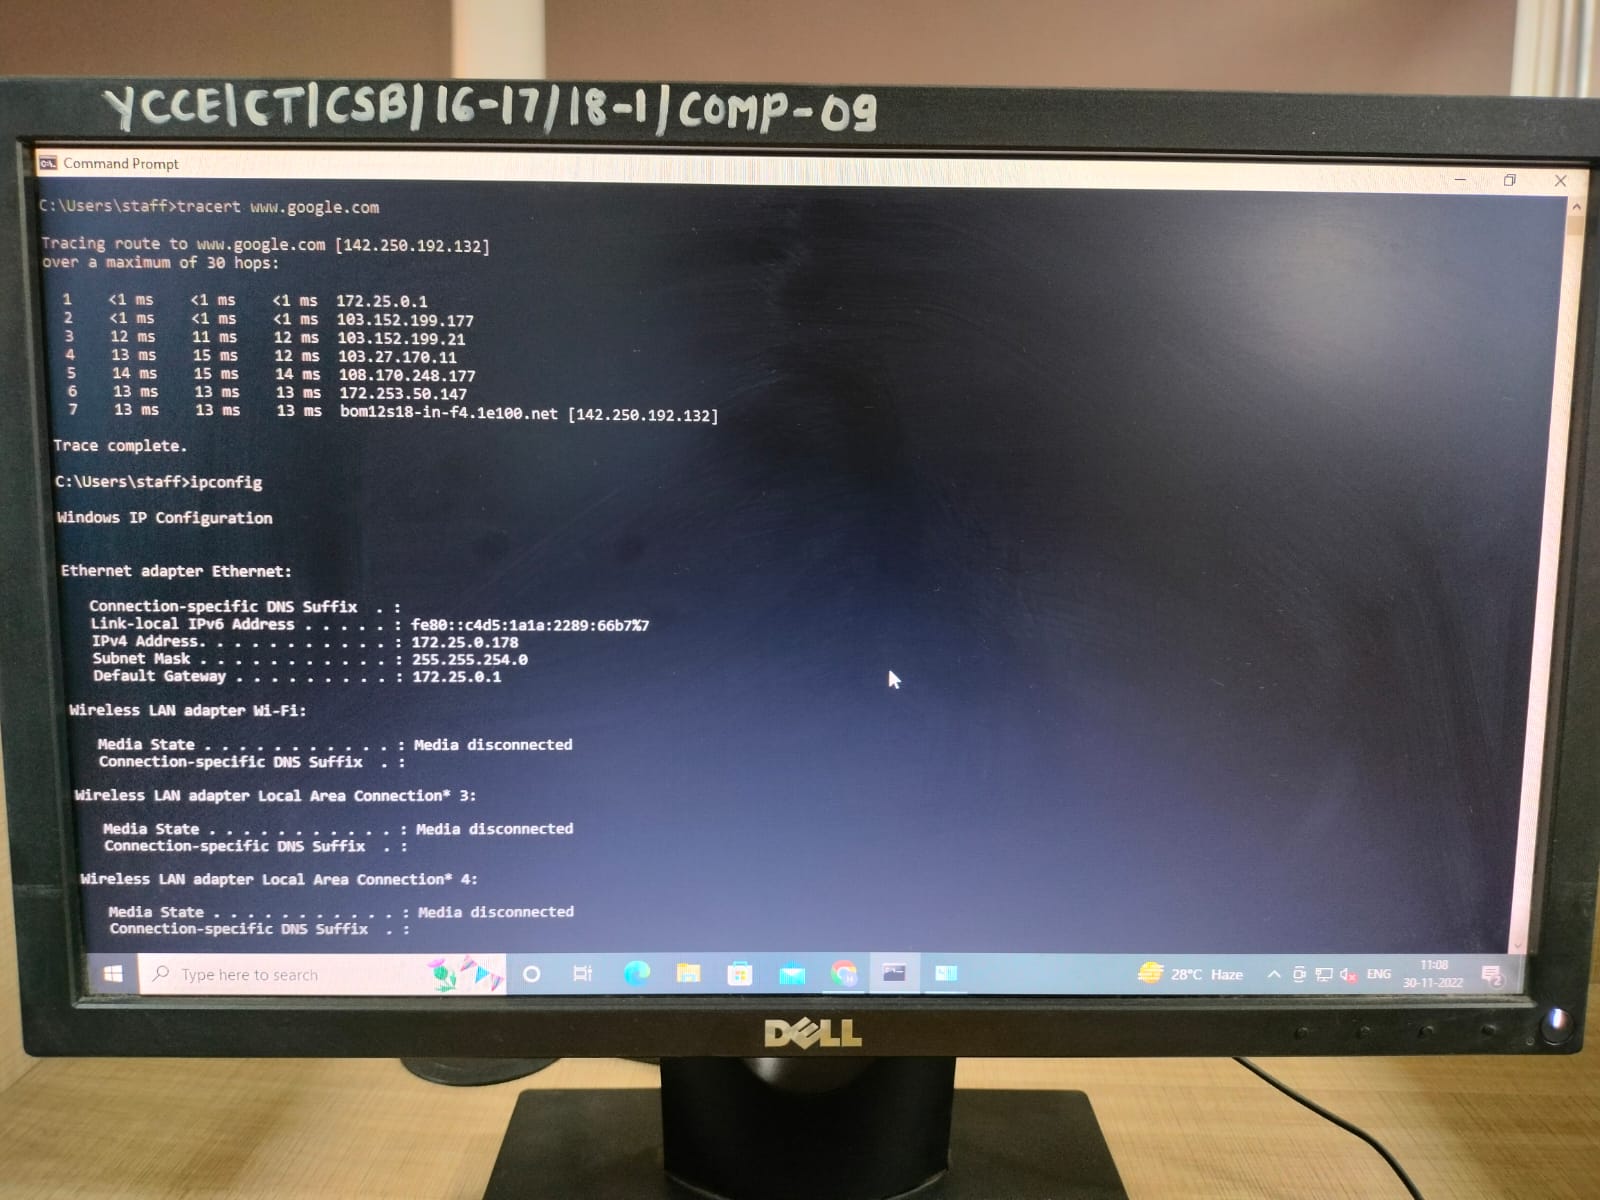 YCCE|CT|CSB|16-17/18-1/COMP-09
Command Prompt
C:\Users\staff>tracert www.google.com
Tracing route to www.google.com [142.250.192.132]
over a maximum of 30 hops:
1 <1 ms <1 ms <1 ms 172.25.0.1
2 <1 ms <1 ms <1 ms 103.152.199.177
3 12 ms 11 ms 12 ms 103.152.199.21
4 13 ms 15 ms 12 ms 103.27.170.11
5 14 ms 15 ms 14 ms 108.170.248.177
6 13 ms 13 ms 13 ms 172.253.50.147
7 13 ms 13 ms 13 ms bom12s18-in-f4.1e100.net [142.250.192.132]
Trace complete.
C:\Users\staff>ipconfig
Windows IP Configuration
Ethernet adapter Ethernet:
Connection-specific DNS Suffix . :
Link-local IPv6 Address . . . . . : fe80::c4d5:1a1a:2289:66b7%7
IPv4 Address. . . . . . . . . . . : 172.25.0.178
Subnet Mask . . . . . . . . . . . : 255.255.254.0
Default Gateway . . . . . . . . . : 172.25.0.1
Wireless LAN adapter Wi-Fi:
Media State . . . . . . . . . . . : Media disconnected
Connection-specific DNS Suffix . :
Wireless LAN adapter Local Area Connection* 3:
Media State . . . . . . . . . . . : Media disconnected
Connection-specific DNS Suffix . :
Wireless LAN adapter Local Area Connection* 4:
Media State . . . . . . . . . . . : Media disconnected
Connection-specific DNS Suffix . :
Type here to search
28°C Haze
ENG
11:08
30-11-2022
2
DELL